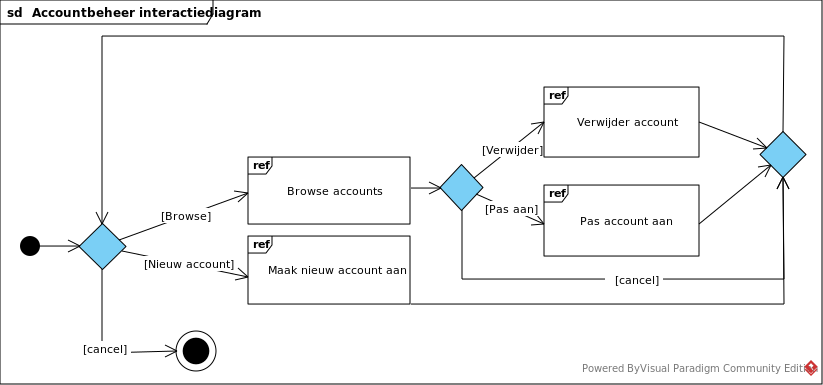 sd Accountbeheer interactiediagram
ref
Verwijder account
[Verwijder]
ref
Browse accounts
ref
Pas account aan
[Pas aan]
[Browse]
ref
Maak nieuw account aan
[Nieuw account]
[cancel]
[cancel]
Powered ByVisual Paradigm Community Edition